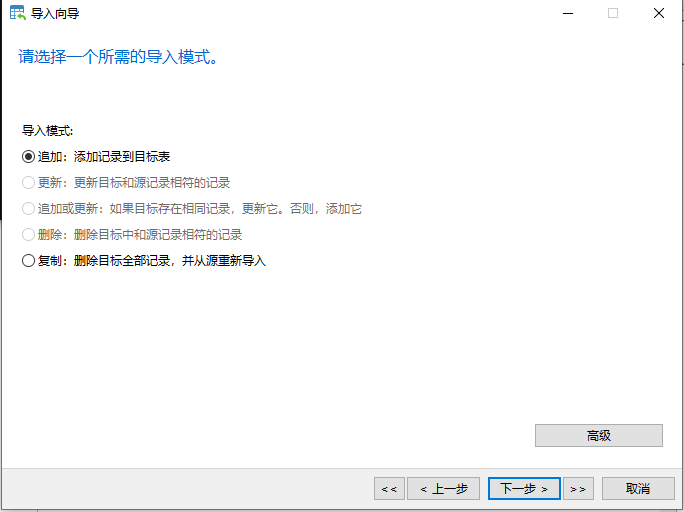 导入向导
请选择一个所需的导入模式。
导入模式:
追加：添加记录到目标表
更新：更新目标和源记录相符的记录
追加或更新：如果目标存在相同记录，更新它。否则，添加它
删除：删除目标中和源记录相符的记录
复制：删除目标全部记录，并从源重新导入
高级
<< < 上一步 下一步 > >> 取消